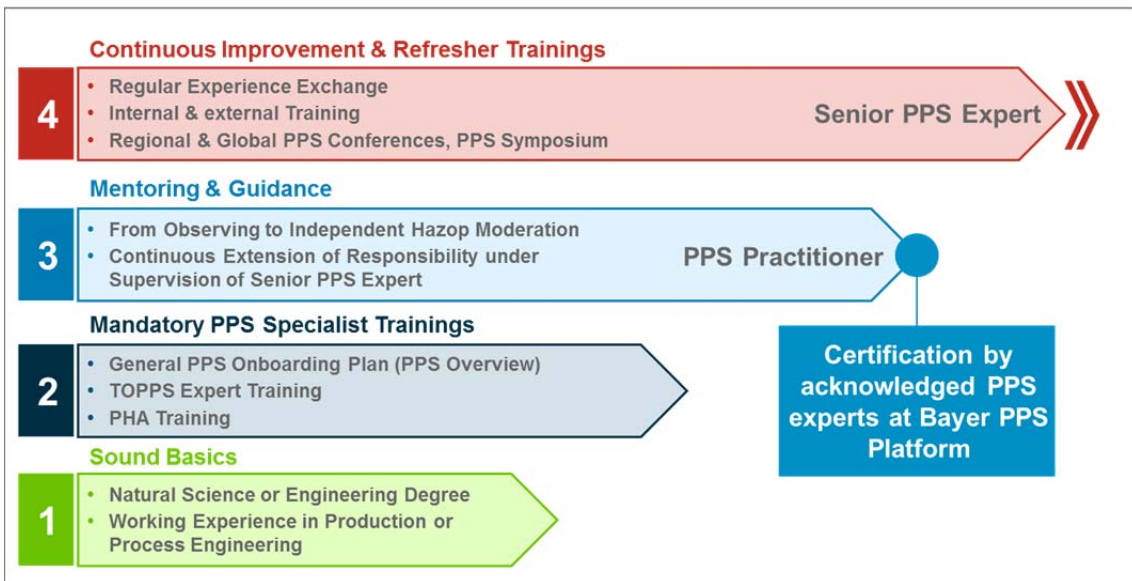 Continuous Improvement & Refresher Trainings
4
• Regular Experience Exchange
• Internal & external Training
• Regional & Global PPS Conferences, PPS Symposium
Senior PPS Expert
Mentoring & Guidance
3
• From Observing to Independent Hazop Moderation
• Continuous Extension of Responsibility under
Supervision of Senior PPS Expert
PPS Practitioner
Mandatory PPS Specialist Trainings
2
• General PPS Onboarding Plan (PPS Overview)
• TOPPS Expert Training
• PHA Training
Certification by
acknowledged PPS
experts at Bayer PPS
Platform
Sound Basics
1
• Natural Science or Engineering Degree
• Working Experience in Production or
Process Engineering